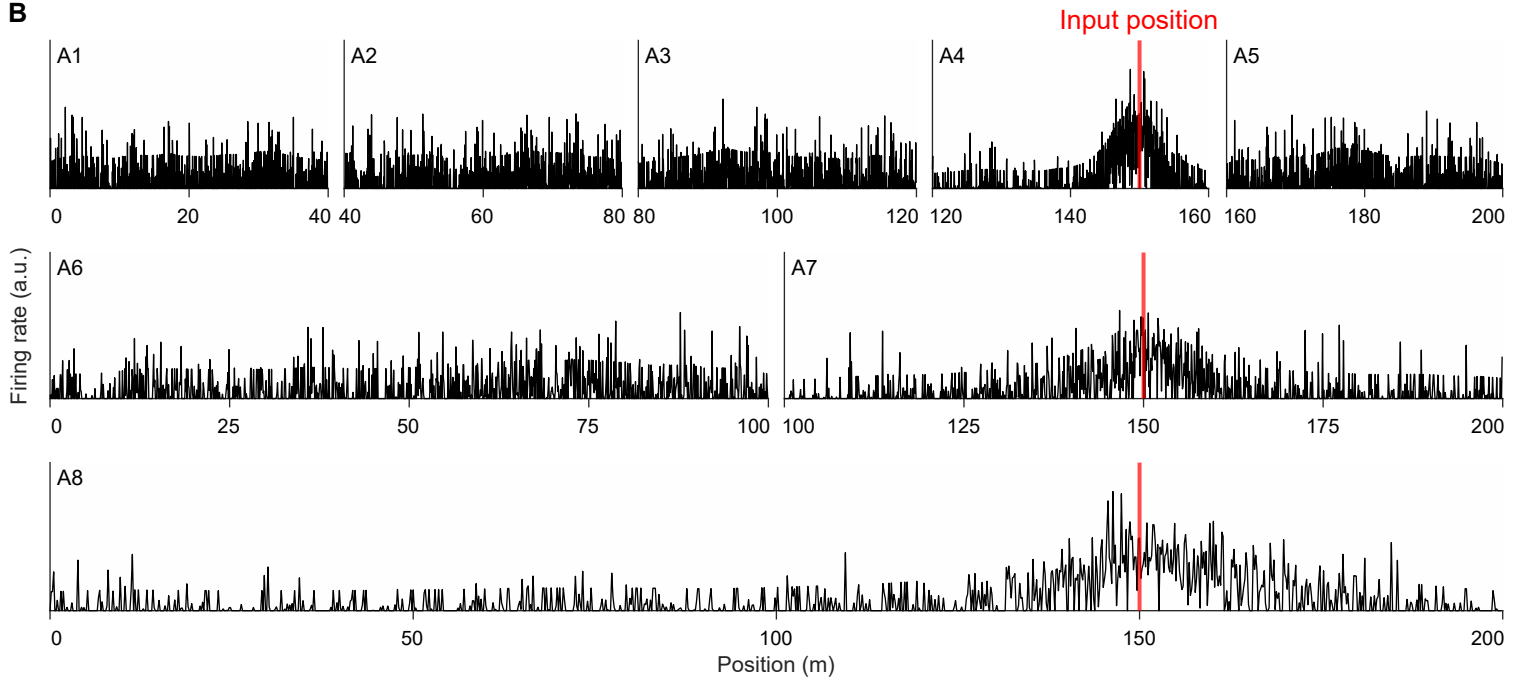 B
Input position
A1
A2
A3
A4
A5
0 20 40
40 60 80
80 100 120
120 140 160
160 180 200
Firing rate (a.u.)
A6
A7
0 25 50 75 100
100 125 150 175 200
A8
0 50 100 150 200
Position (m)